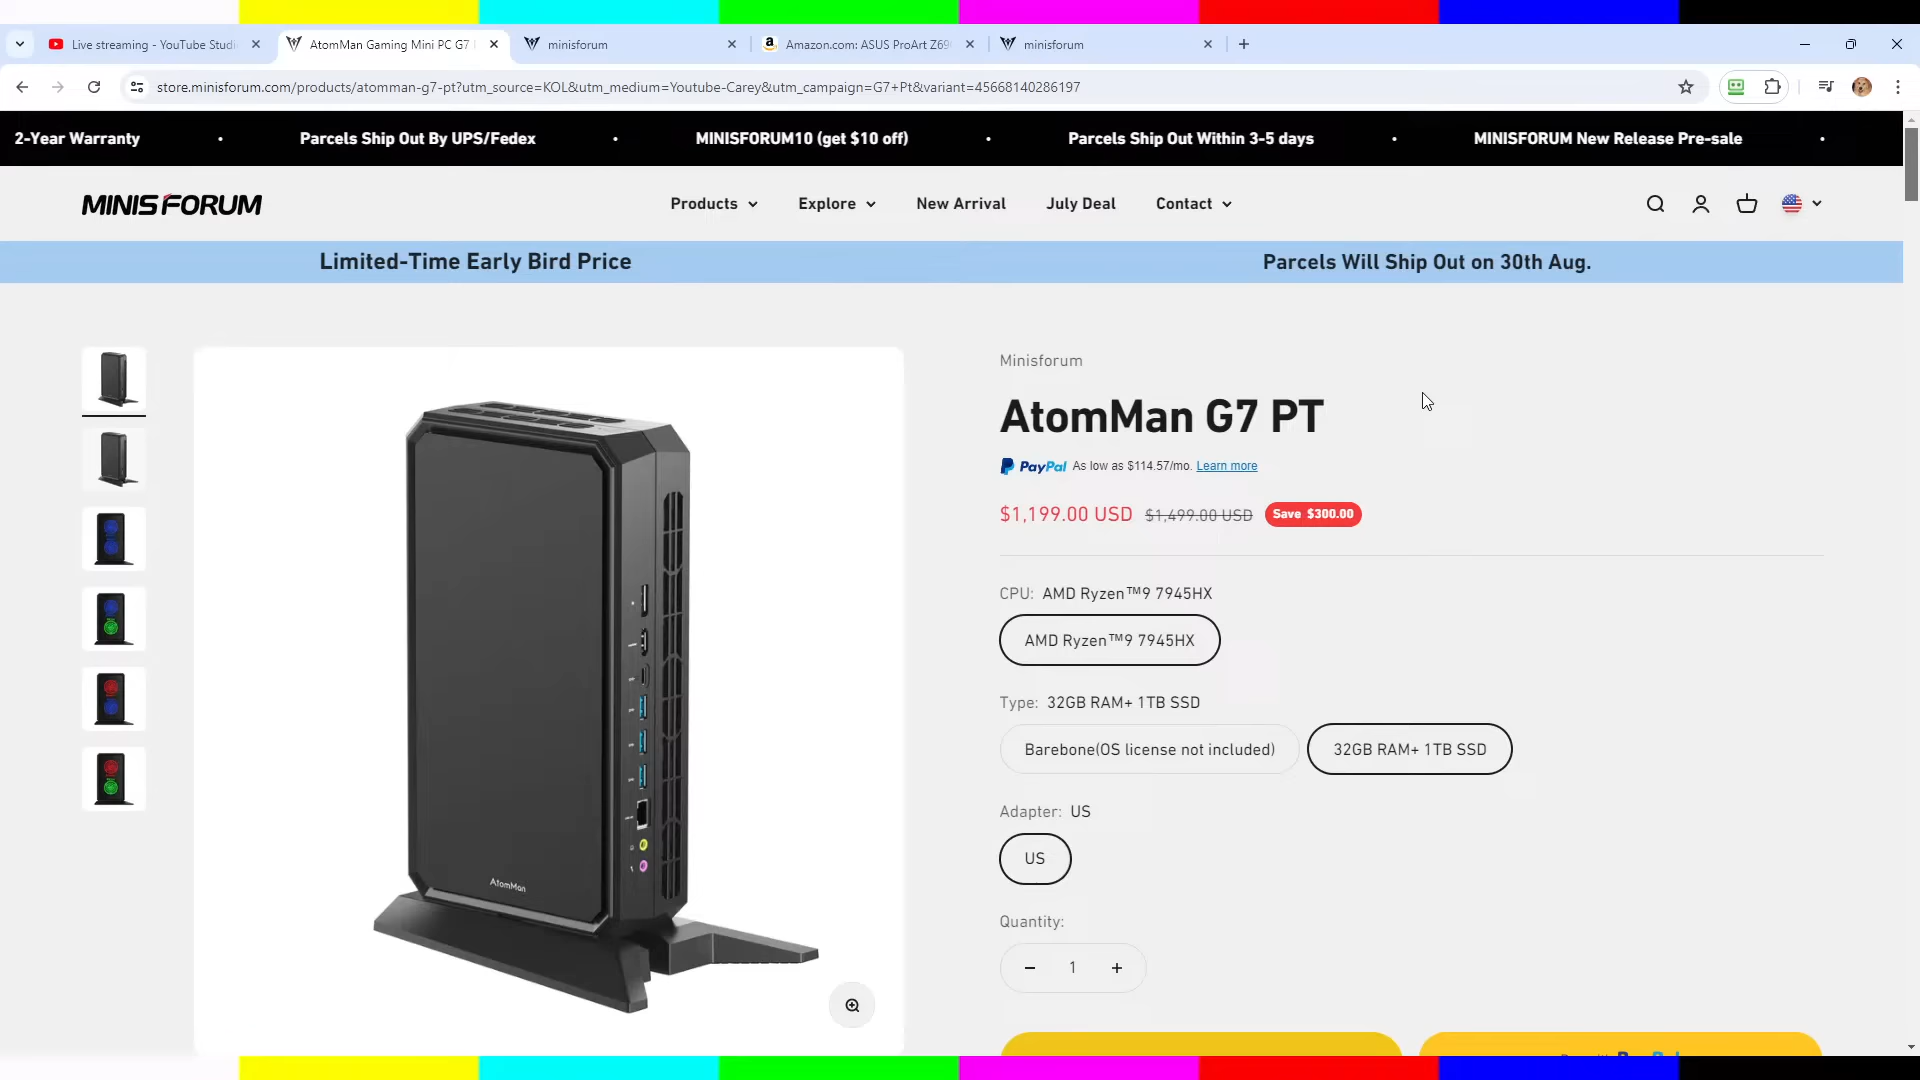 Live streaming - YouTube Studi
AtomMan Gaming Mini PC G7
minisforum
Amazon.com: ASUS ProArt Z69
minisforum
store.minisforum.com/products/atomman-g7-pt?utm_source=KOL&utm_medium=Youtube-Carey&utm_campaign=G7+Pt&variant=45668140286197
2-Year Warranty • Parcels Ship Out By UPS/Fedex • MINISFORUM10 (get $10 off) • Parcels Ship Out Within 3-5 days • MINISFORUM New Release Pre-sale •
MINISFORUM
Products
Explore
New Arrival
July Deal
Contact
Limited-Time Early Bird Price
Parcels Will Ship Out on 30th Aug.
Minisforum
AtomMan G7 PT
PayPal As low as $114.57/mo. Learn more
$1,199.00 USD $1,499.00 USD Save $300.00
CPU: AMD Ryzen™9 7945HX
AMD Ryzen™9 7945HX
Type: 32GB RAM+ 1TB SSD
Barebone(OS license not included)
32GB RAM+ 1TB SSD
Adapter: US
US
Quantity:
− 1 +
AtomMan